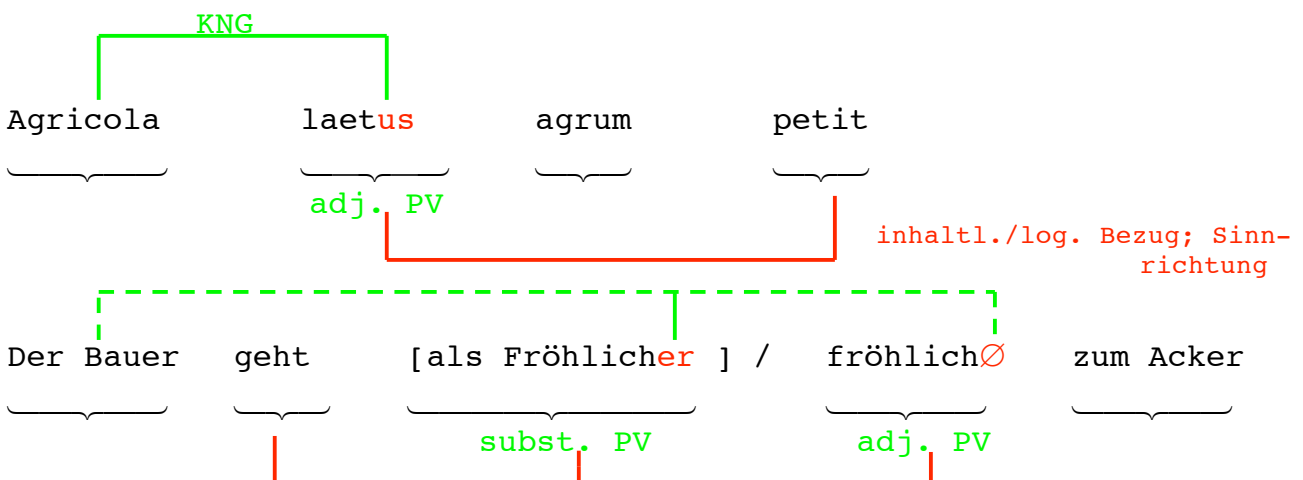 KNG
Agricola laetus agrum petit
adj. PV
inhaltl./log. Bezug; Sinn-
richtung
Der Bauer geht [als Fröhlicher ] / fröhlich∅ zum Acker
subst. PV adj. PV